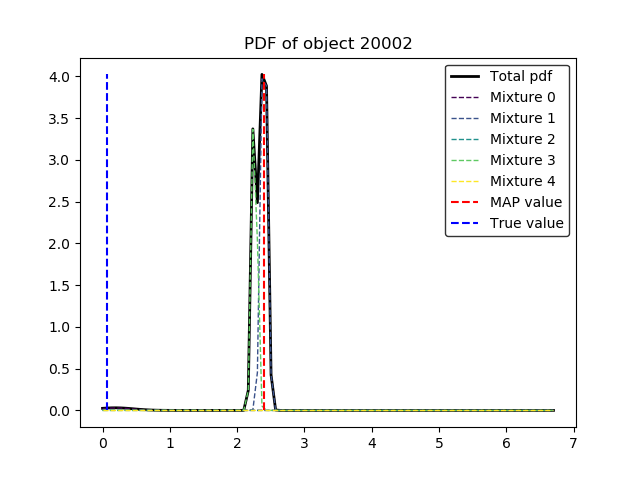 PDF of object 20002
4.0
3.5
3.0
2.5
2.0
1.5
1.0
0.5
0.0
0 1 2 3 4 5 6 7
Total pdf
Mixture 0
Mixture 1
Mixture 2
Mixture 3
Mixture 4
MAP value
True value